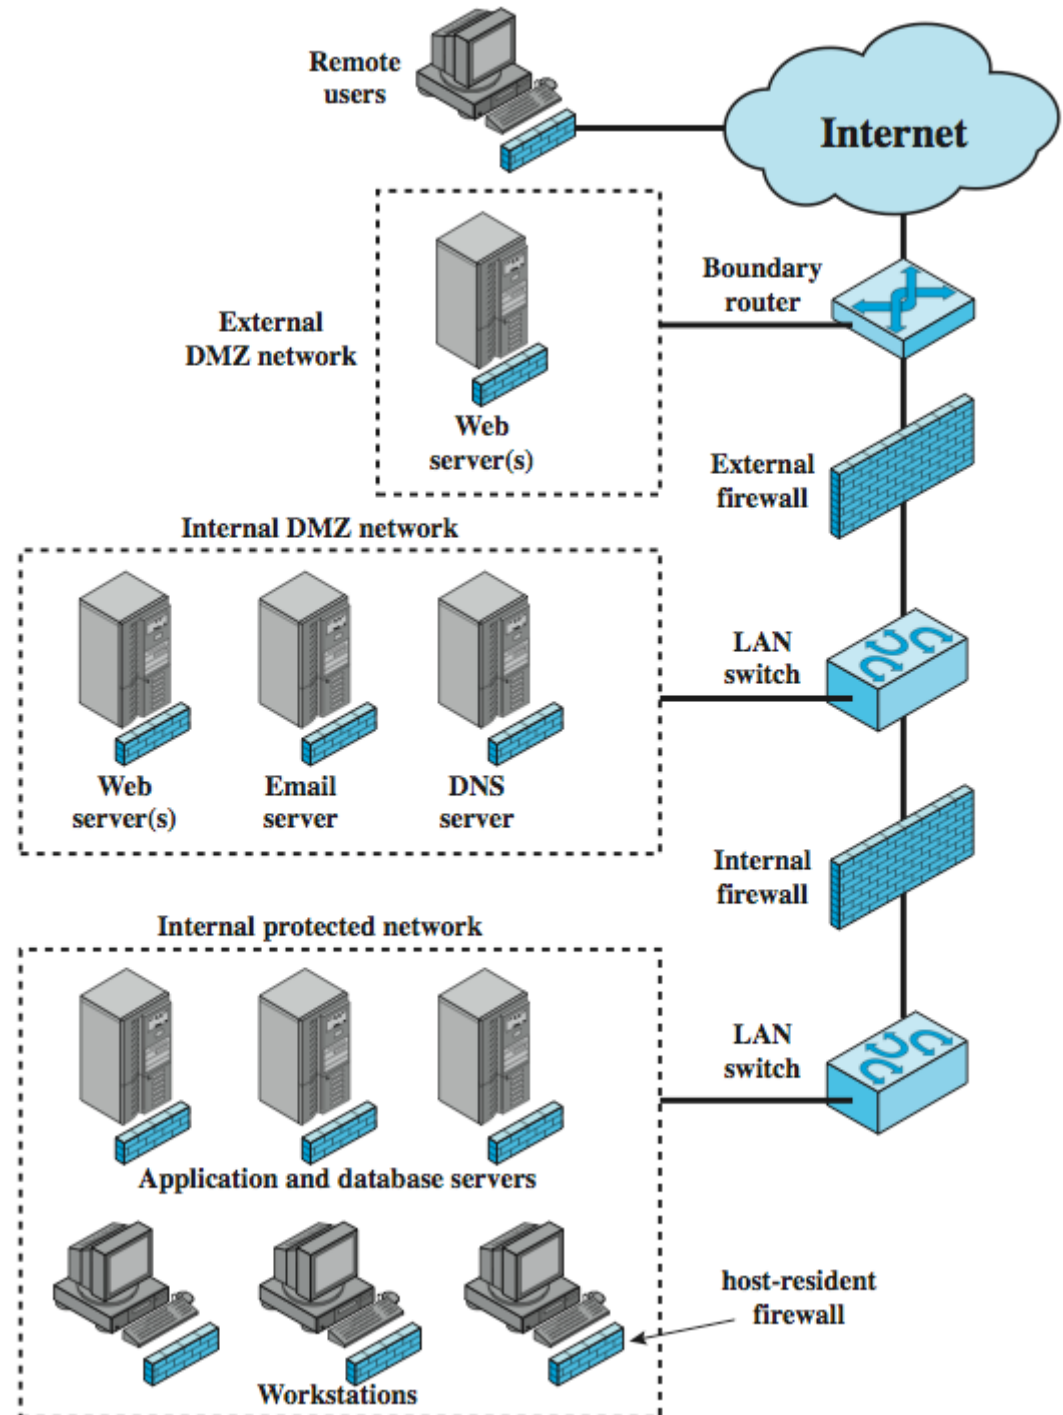 Remote
users
Internet
Boundary
router
External
DMZ network
Web
server(s)
External
firewall
Internal DMZ network
LAN
switch
Web
server(s)
Email
server
DNS
server
Internal
firewall
Internal protected network
LAN
switch
Application and database servers
host-resident
firewall
Workstations